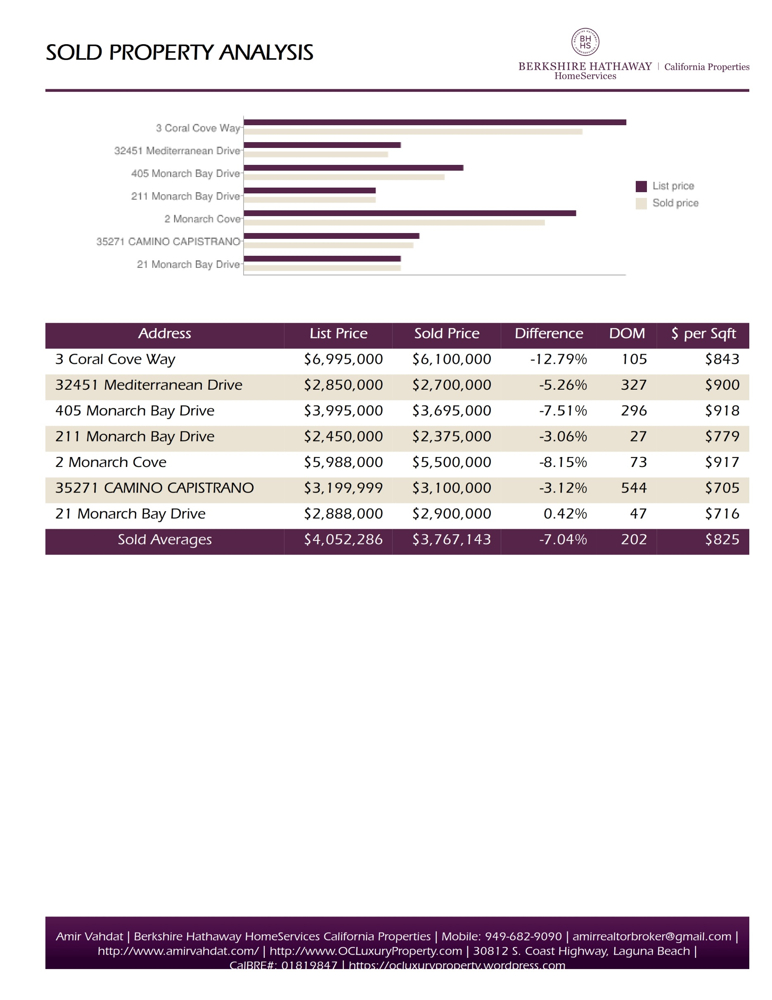 SOLD PROPERTY ANALYSIS
BERKSHIRE HATHAWAY
BH
HS
HOMESERVICES
BERKSHIRE HATHAWAY | California Properties
HomeServices
3 Coral Cove Way
32451 Mediterranean Drive
405 Monarch Bay Drive
211 Monarch Bay Drive
2 Monarch Cove
35271 CAMINO CAPISTRANO
21 Monarch Bay Drive
List price
Sold price
Address List Price Sold Price Difference DOM $ per Sqft
3 Coral Cove Way $6,995,000 $6,100,000 -12.79% 105 $843
32451 Mediterranean Drive $2,850,000 $2,700,000 -5.26% 327 $900
405 Monarch Bay Drive $3,995,000 $3,695,000 -7.51% 296 $918
211 Monarch Bay Drive $2,450,000 $2,375,000 -3.06% 27 $779
2 Monarch Cove $5,988,000 $5,500,000 -8.15% 73 $917
35271 CAMINO CAPISTRANO $3,199,999 $3,100,000 -3.12% 544 $705
21 Monarch Bay Drive $2,888,000 $2,900,000 0.42% 47 $716
Sold Averages $4,052,286 $3,767,143 -7.04% 202 $825
Amir Vahdat | Berkshire Hathaway HomeServices California Properties | Mobile: 949-682-9090 | amirrealtorbroker@gmail.com |
http://www.amirvahdat.com/ | http://www.OCLuxuryProperty.com | 30812 S. Coast Highway, Laguna Beach |
CalBRE#: 01819847 | https://ocluxuryproperty.wordpress.com